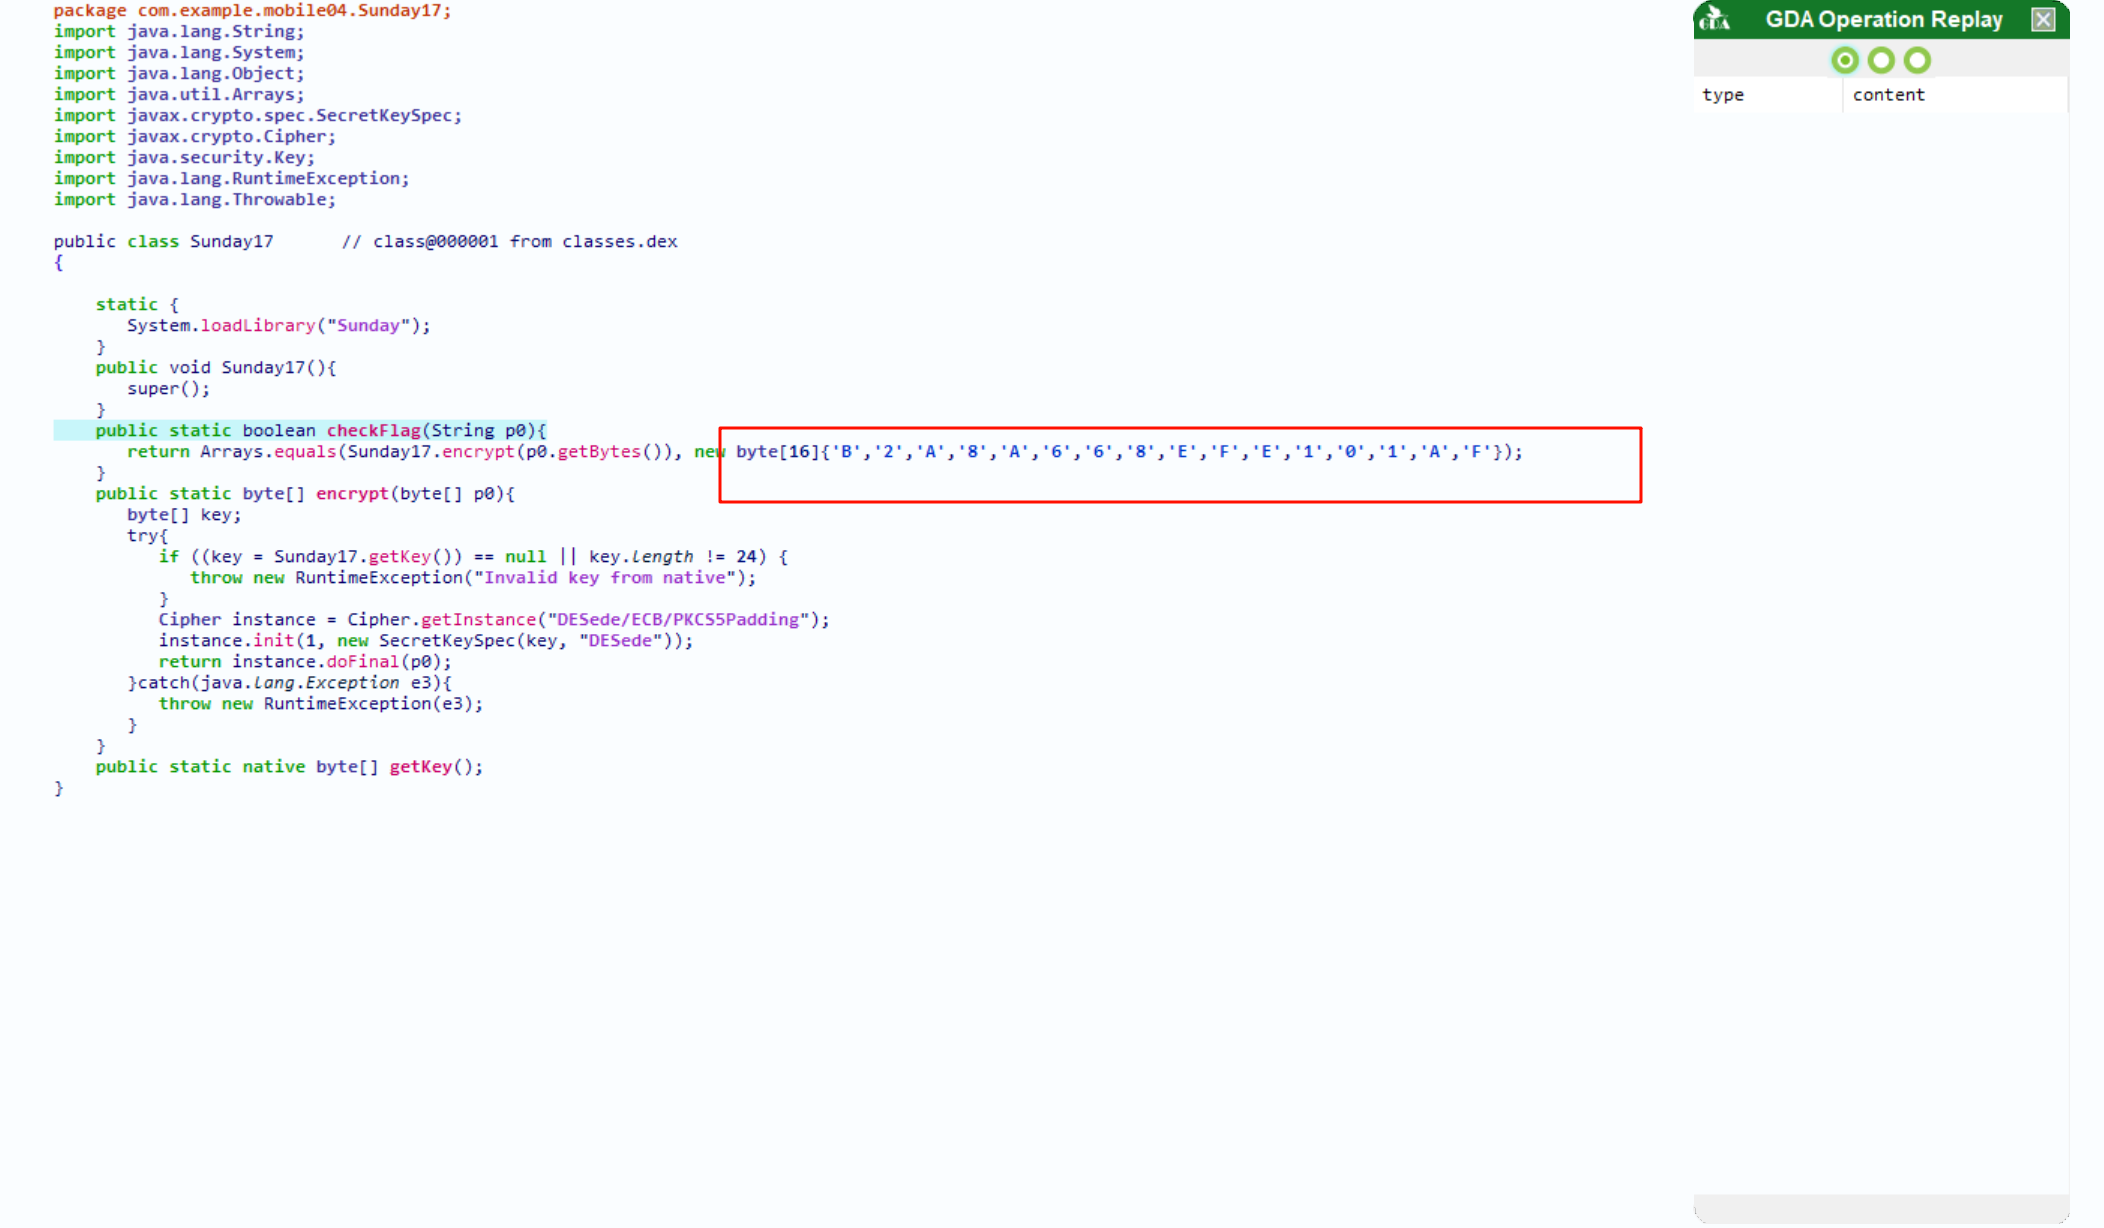 package com.example.mobile04.Sunday17;
import java.lang.String;
import java.lang.System;
import java.lang.Object;
import java.util.Arrays;
import javax.crypto.spec.SecretKeySpec;
import javax.crypto.Cipher;
import java.security.Key;
import java.lang.RuntimeException;
import java.lang.Throwable;
public class Sunday17 // class@000001 from classes.dex
{
static {
System.loadLibrary("Sunday");
}
public void Sunday17(){
super();
}
public static boolean checkFlag(String p0){
return Arrays.equals(Sunday17.encrypt(p0.getBytes()), new byte[16]{'B','2','A','8','A','6','6','8','E','F','E','1','0','1','A','F'});
}
public static byte[] encrypt(byte[] p0){
byte[] key;
try{
if ((key = Sunday17.getKey()) == null || key.length != 24) {
throw new RuntimeException("Invalid key from native");
}
Cipher instance = Cipher.getInstance("DESede/ECB/PKCS5Padding");
instance.init(1, new SecretKeySpec(key, "DESede"));
return instance.doFinal(p0);
}catch(java.lang.Exception e3){
throw new RuntimeException(e3);
}
}
public static native byte[] getKey();
}
GDA
GDA Operation Replay
type content